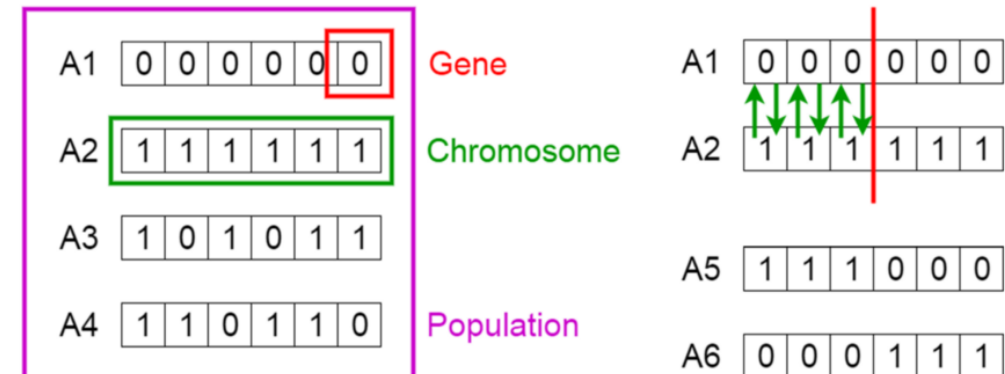 A1 0 0 0 0 0 0 Gene
A2 1 1 1 1 1 1 Chromosome
A3 1 0 1 0 1 1
A4 1 1 0 1 1 0 Population
A1 0 0 0 0 0 0
A2 1 1 1 1 1 1
A5 1 1 1 0 0 0
A6 0 0 0 1 1 1